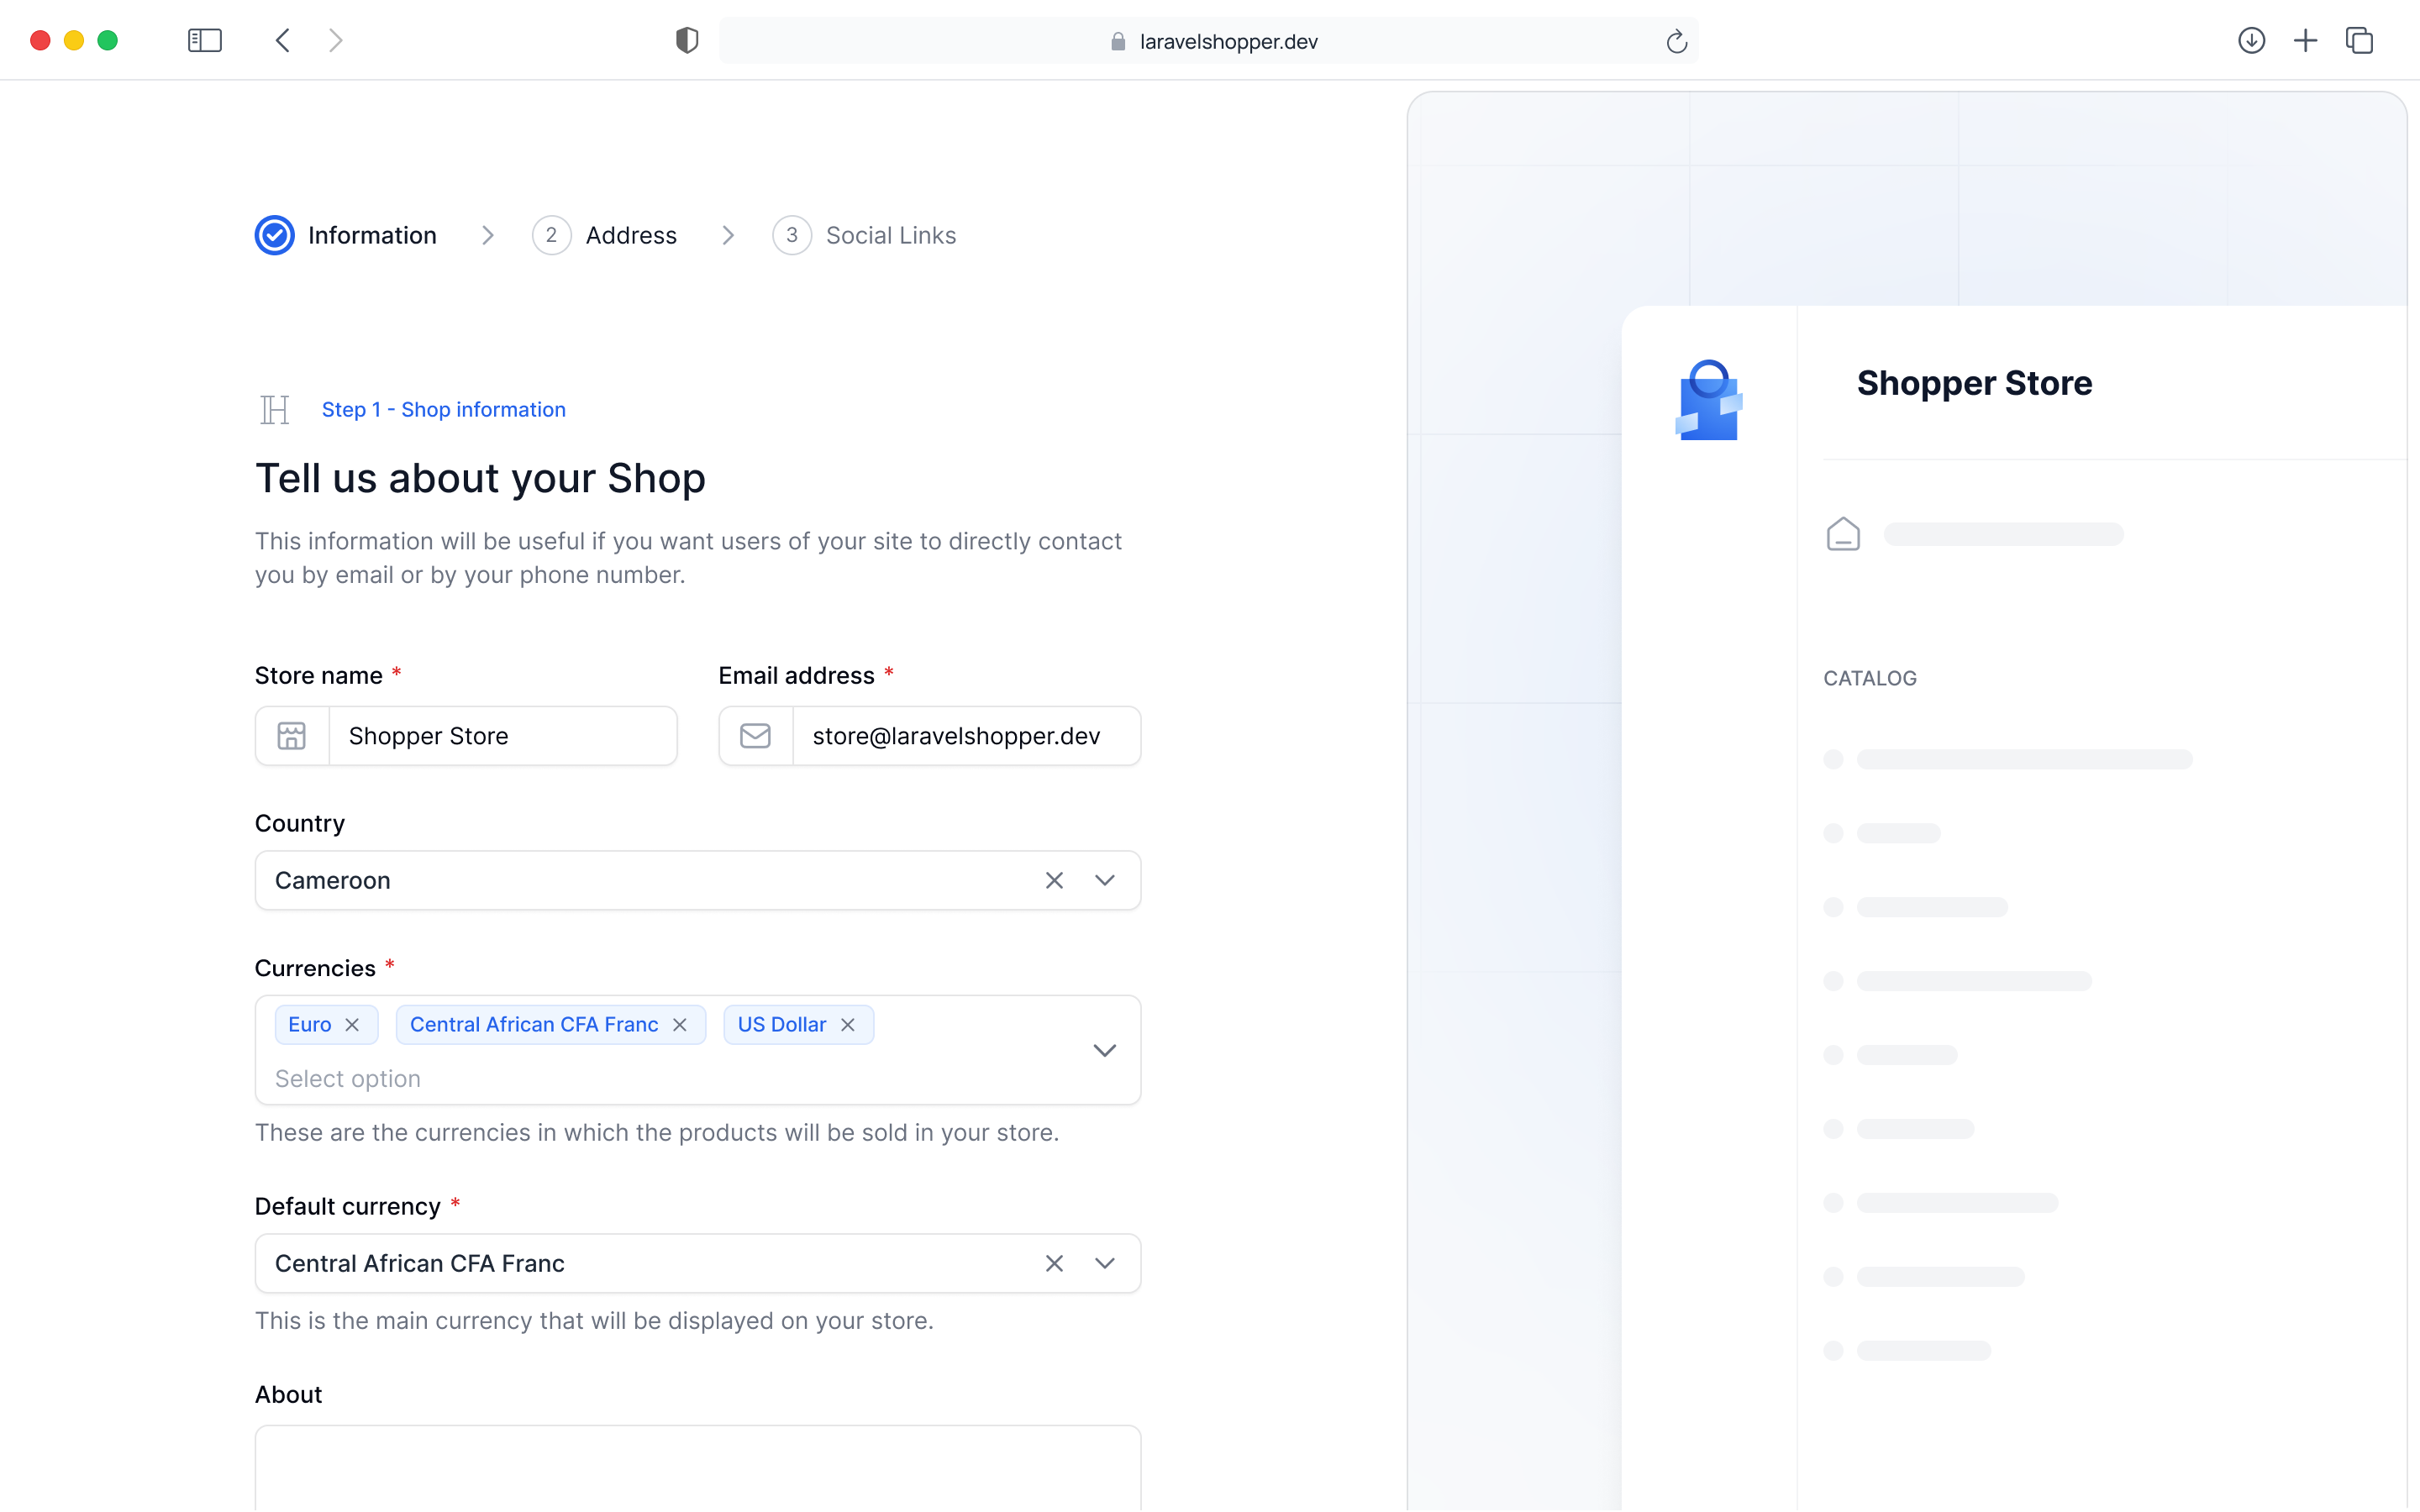 laravelshopper.dev
Information
2 Address
3 Social Links
Step 1 - Shop information
Tell us about your Shop
This information will be useful if you want users of your site to directly contact
you by email or by your phone number.
Store name * Email address *
Shopper Store store@laravelshopper.dev
Country
Cameroon
Currencies *
Euro Central African CFA Franc US Dollar
Select option
These are the currencies in which the products will be sold in your store.
Default currency *
Central African CFA Franc
This is the main currency that will be displayed on your store.
About
Shopper Store
CATALOG